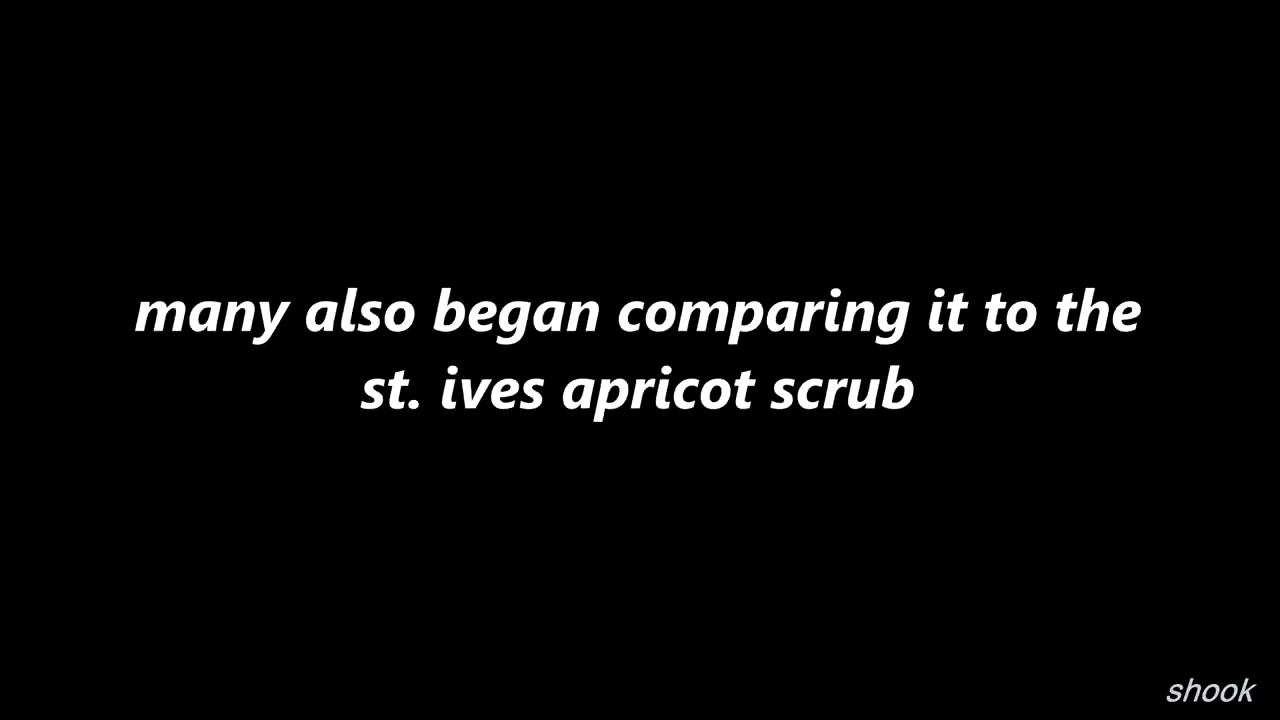 many also began comparing it to the
st. ives apricot scrub
shook